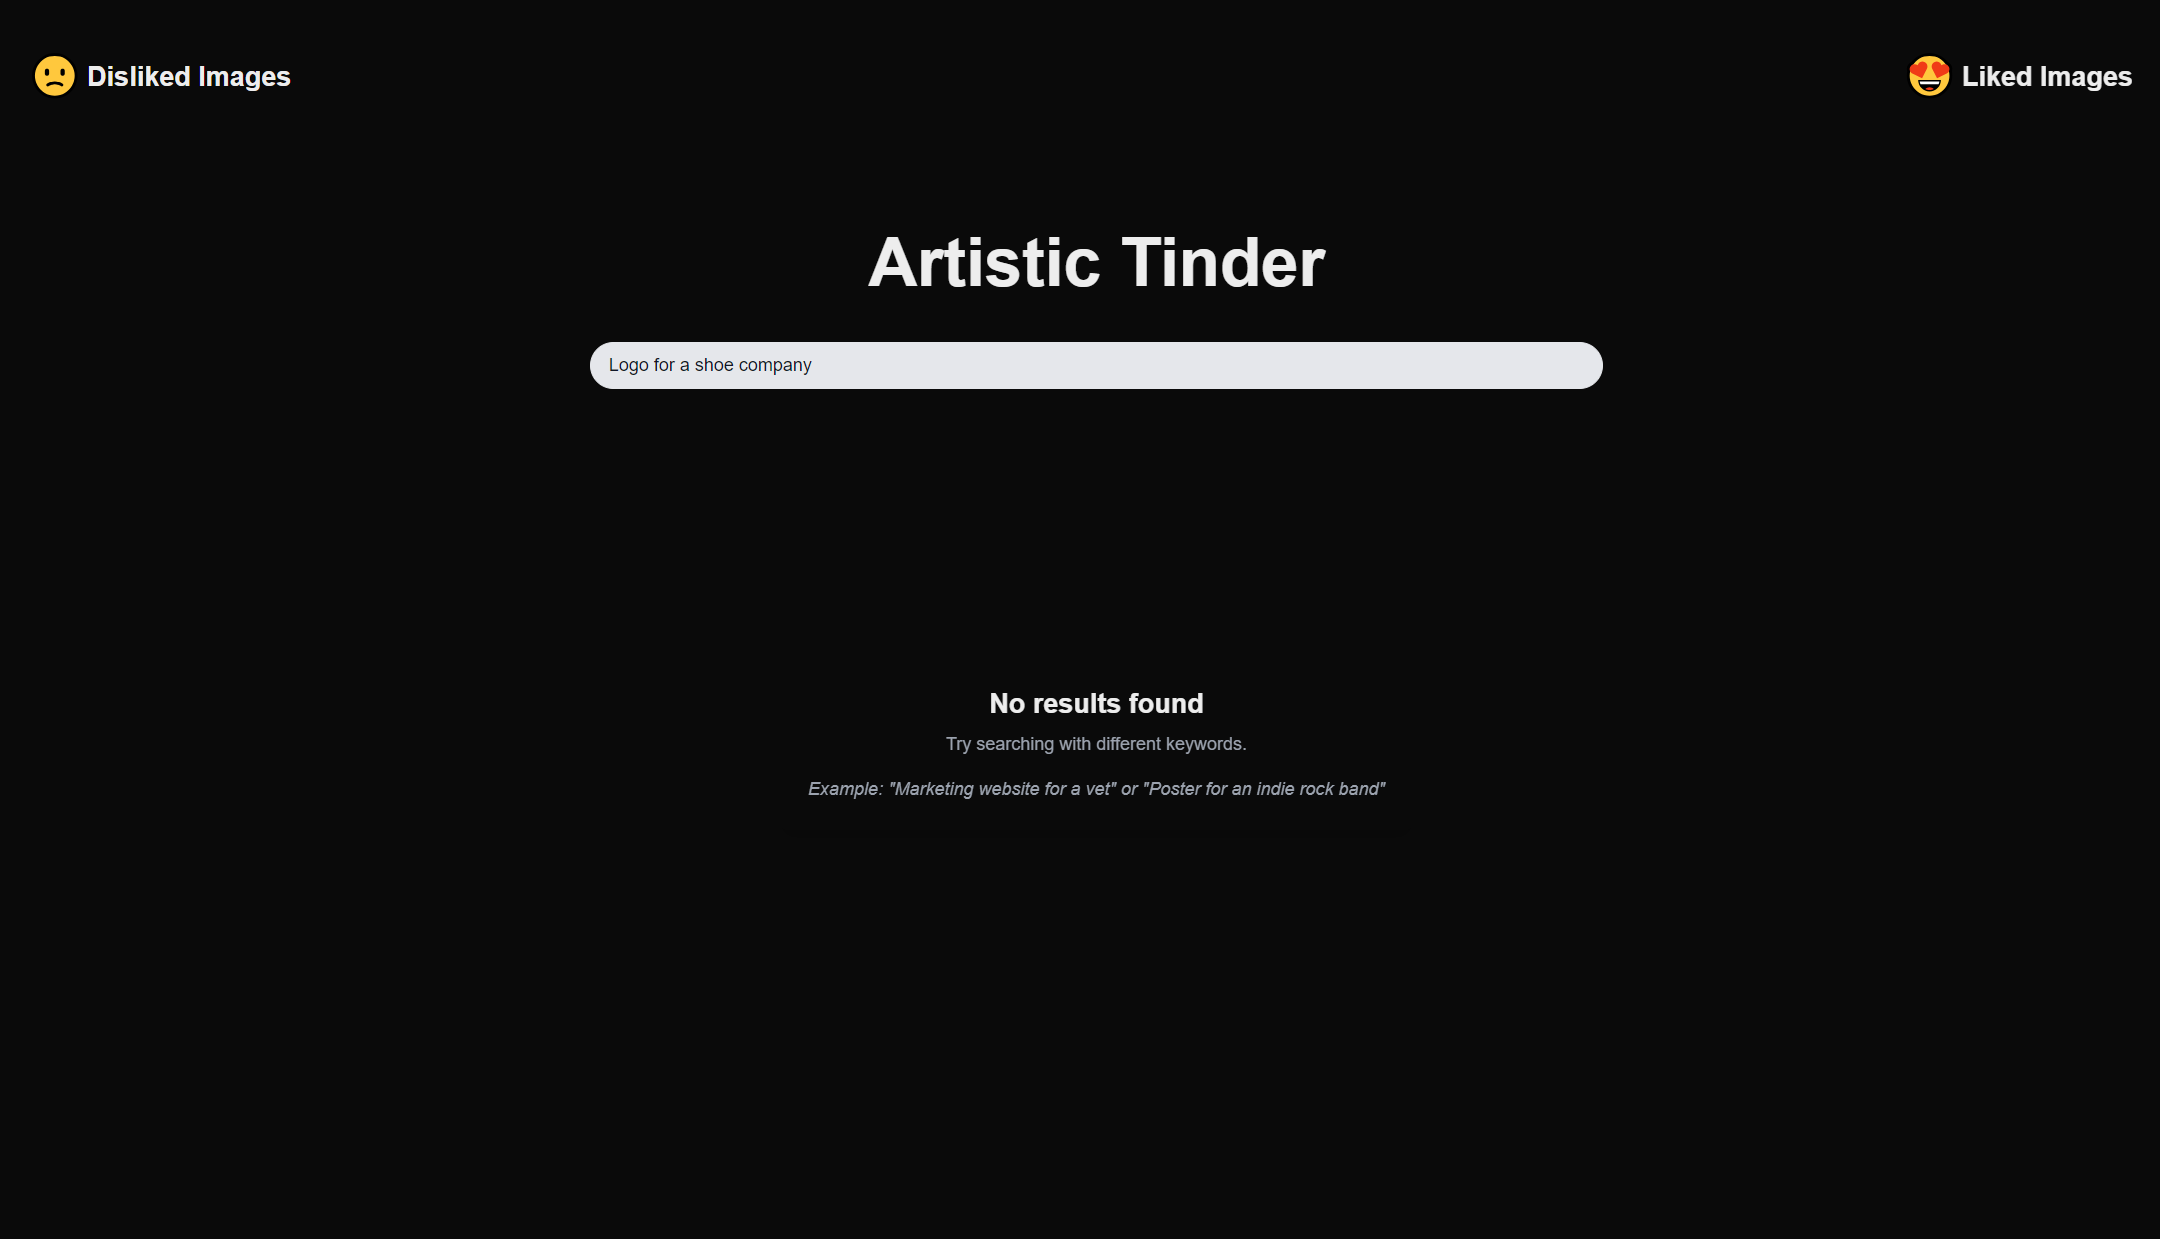 Disliked Images
Liked Images
Artistic Tinder
Logo for a shoe company
No results found
Try searching with different keywords.
Example: "Marketing website for a vet" or "Poster for an indie rock band"